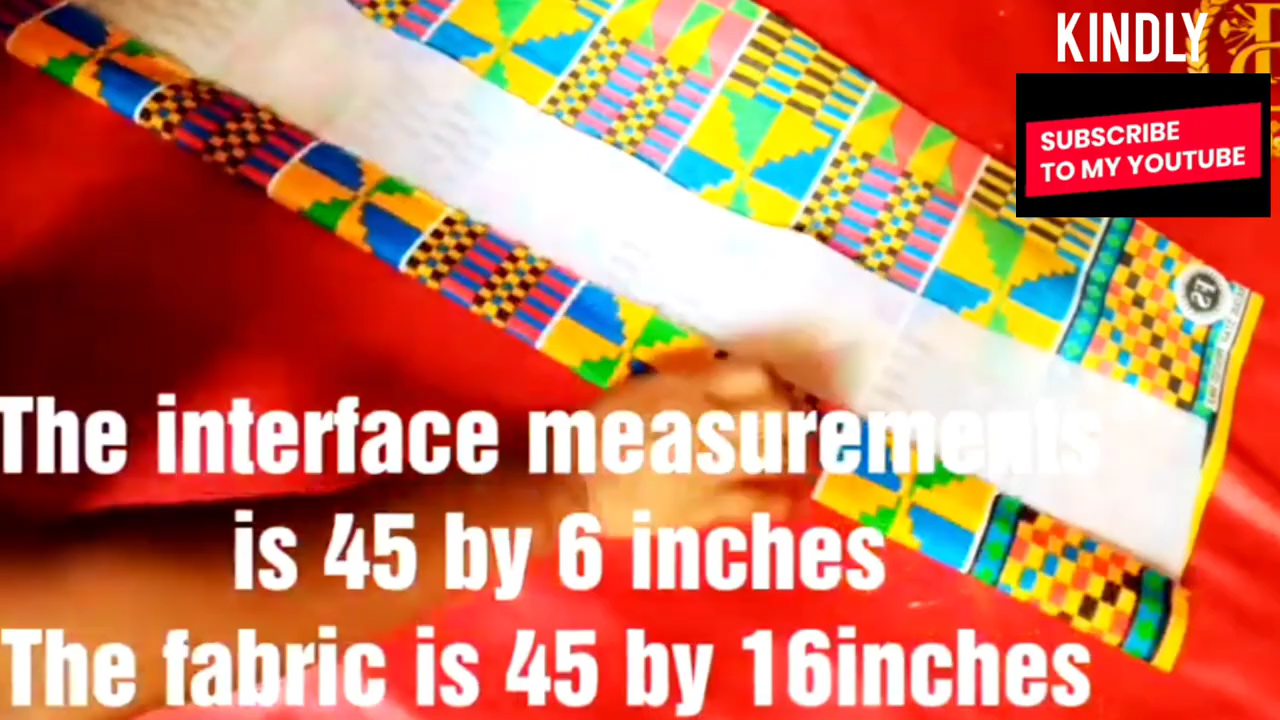 KINDLY
SUBSCRIBE
TO MY YOUTUBE
The interface measurements
is 45 by 6 inches
The fabric is 45 by 16inches